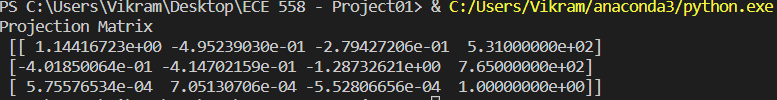 PS C:\Users\Vikram\Desktop\ECE 558 - Project01> & C:/Users/Vikram/anaconda3/python.exe
Projection Matrix
[[ 1.14416723e+00 -4.95239030e-01 -2.79427206e-01 5.31000000e+02]
[-4.01850064e-01 -4.14702159e-01 -1.28732621e+00 7.65000000e+02]
[ 5.75576534e-04 7.05130706e-04 -5.52806656e-04 1.00000000e+00]]